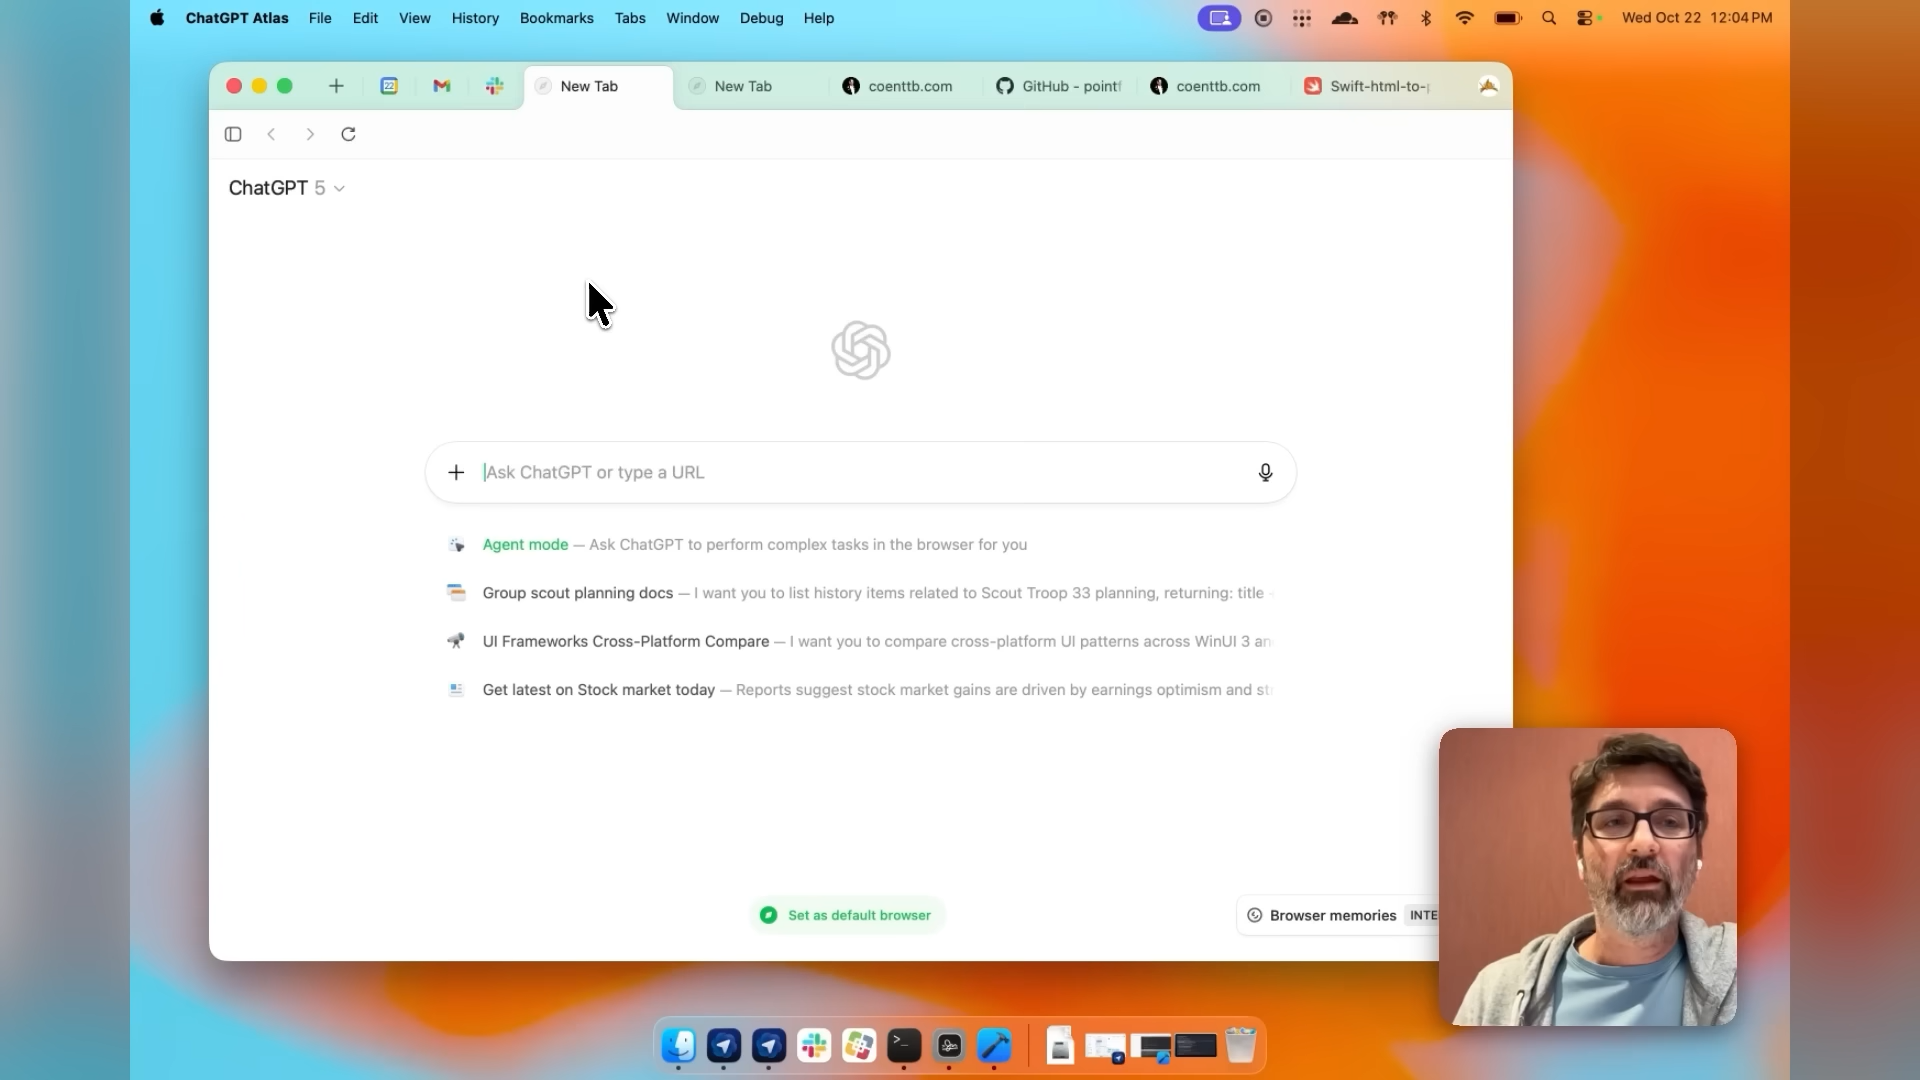 ChatGPT Atlas File Edit View History Bookmarks Tabs Window Debug Help Wed Oct 22 12:04 PM
22 New Tab New Tab coenttb.com GitHub - pointf coenttb.com Swift-html-to-p
ChatGPT 5
Ask ChatGPT or type a URL
Agent mode — Ask ChatGPT to perform complex tasks in the browser for you
Group scout planning docs — I want you to list history items related to Scout Troop 33 planning, returning: title
UI Frameworks Cross-Platform Compare — I want you to compare cross-platform UI patterns across WinUI 3 an
Get latest on Stock market today — Reports suggest stock market gains are driven by earnings optimism and st
Set as default browser
Browser memories INTE